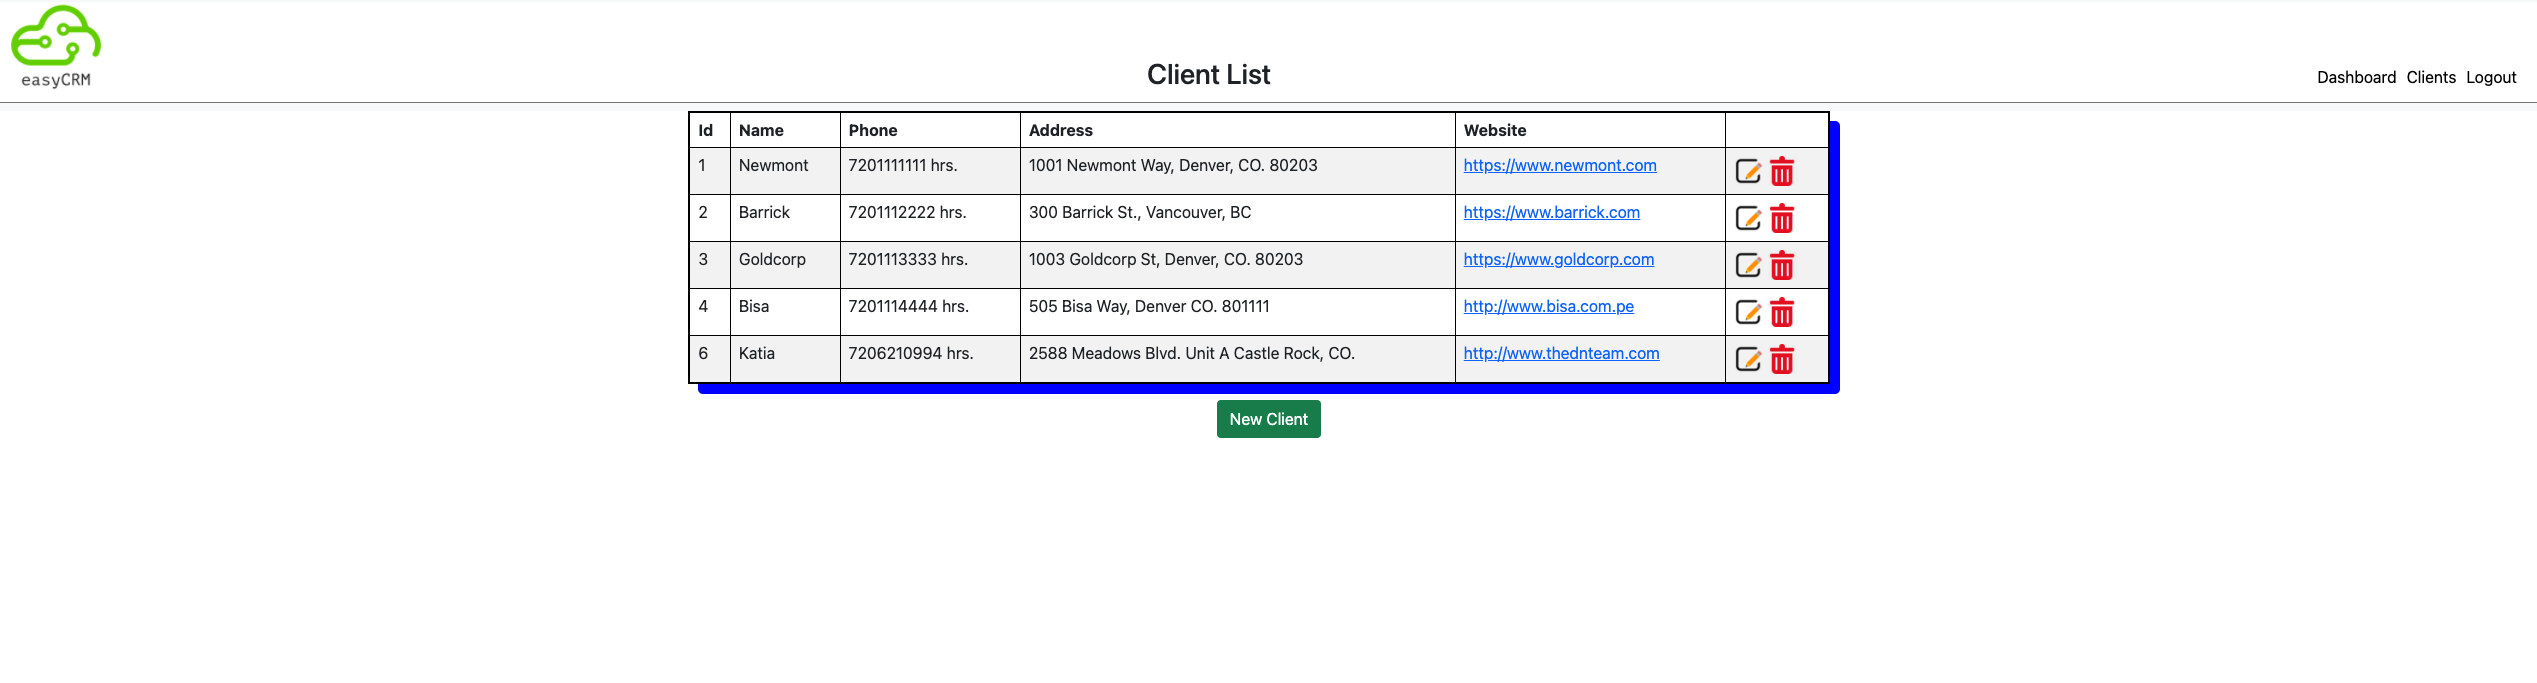 easyCRM
Client List
Dashboard Clients Logout
Id Name Phone Address Website
1 Newmont 7201111111 hrs. 1001 Newmont Way, Denver, CO. 80203 https://www.newmont.com
2 Barrick 7201112222 hrs. 300 Barrick St., Vancouver, BC https://www.barrick.com
3 Goldcorp 7201113333 hrs. 1003 Goldcorp St, Denver, CO. 80203 https://www.goldcorp.com
4 Bisa 7201114444 hrs. 505 Bisa Way, Denver CO. 801111 http://www.bisa.com.pe
6 Katia 7206210994 hrs. 2588 Meadows Blvd. Unit A Castle Rock, CO. http://www.thednteam.com
New Client